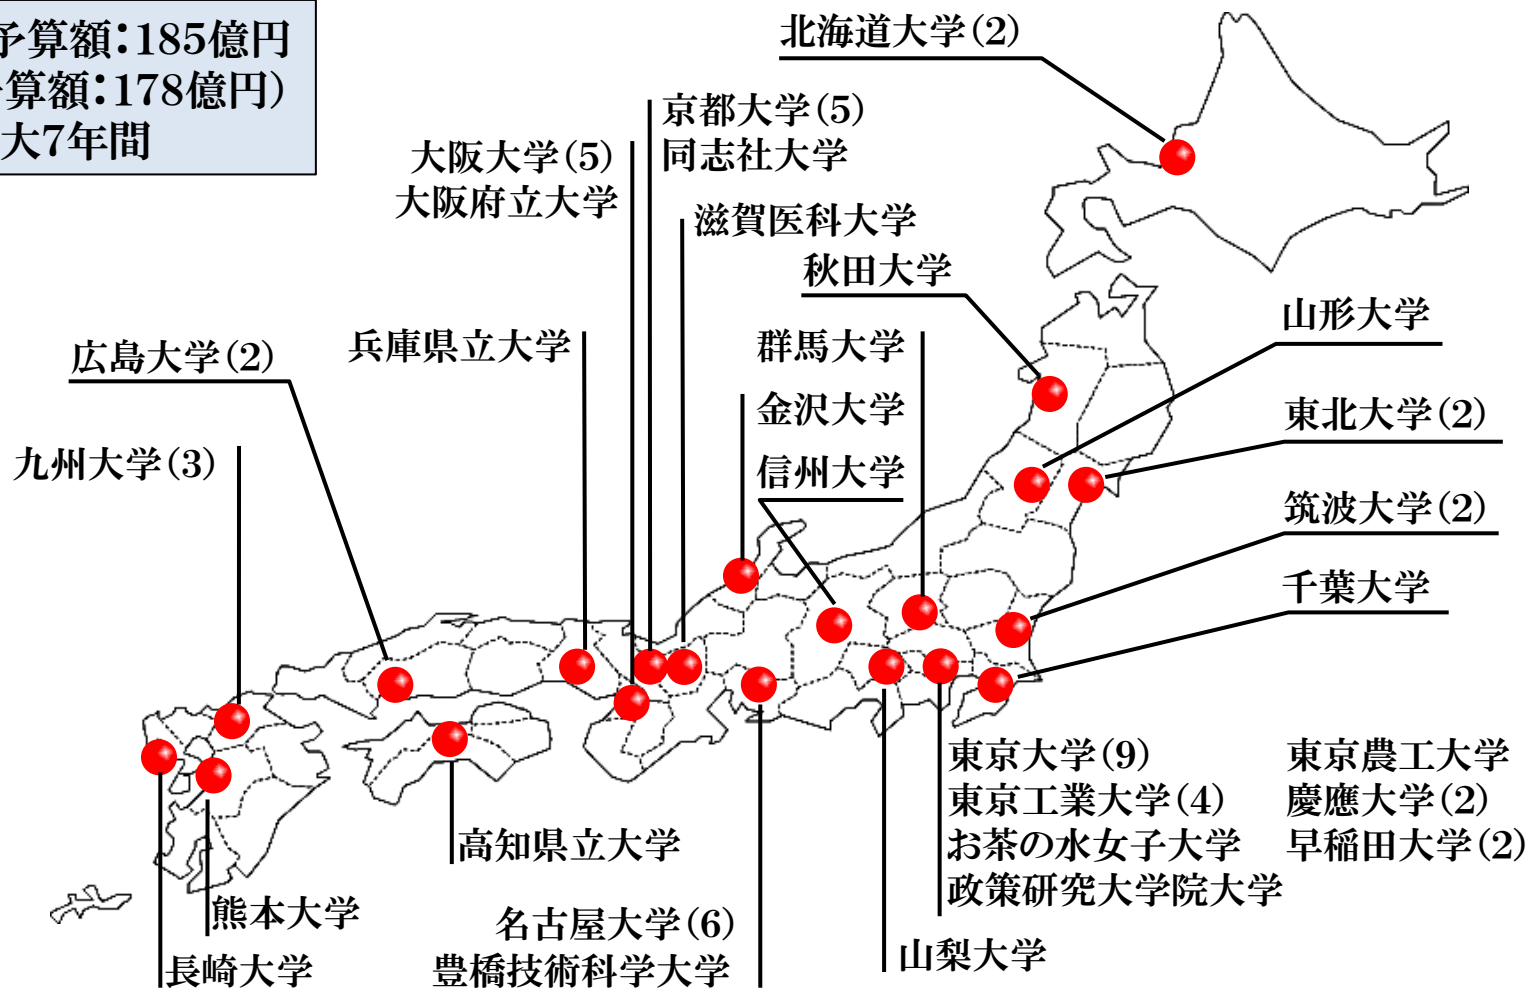 予算額：185億円
算額：178億円）
大7年間
北海道大学(2)
京都大学(5)
同志社大学
大阪大学(5)
大阪府立大学
滋賀医科大学
秋田大学
山形大学
群馬大学
兵庫県立大学
広島大学(2)
金沢大学
東北大学(2)
九州大学(3)
信州大学
筑波大学(2)
千葉大学
東京大学(9)
東京工業大学(4)
お茶の水女子大学
政策研究大学院大学
東京農工大学
慶應大学(2)
早稲田大学(2)
高知県立大学
熊本大学
長崎大学
名古屋大学(6)
豊橋技術科学大学
山梨大学